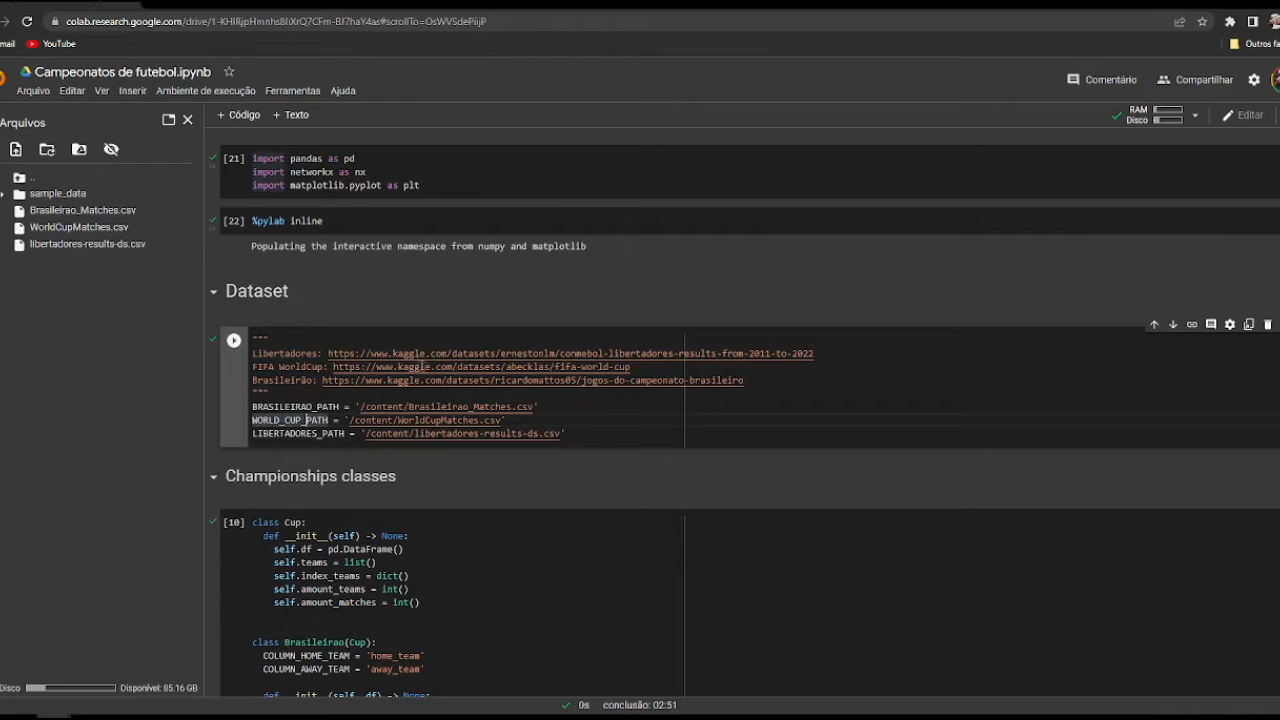 colab.research.google.com/drive/1-KHIRjpHmnhs8IiXrQ7CFm-BJ7haY4as#scrollTo=OsWVSdePijjP
mail YouTube Outros fa
Campeonatos de futebol.ipynb
Comentário Compartilhar
Arquivo Editar Ver Inserir Ambiente de execução Ferramentas Ajuda
+ Código + Texto
RAM
Disco
Editar
Arquivos
..
sample_data
Brasileirao_Matches.csv
WorldCupMatches.csv
libertadores-results-ds.csv
[21] import pandas as pd
import networkx as nx
import matplotlib.pyplot as plt
[22] %pylab inline
Populating the interactive namespace from numpy and matplotlib
Dataset
"""
Libertadores: https://www.kaggle.com/datasets/ernestonlm/conmebol-libertadores-results-from-2011-to-2022
FIFA WorldCup: https://www.kaggle.com/datasets/abecklas/fifa-world-cup
Brasileirão: https://www.kaggle.com/datasets/ricardomattos05/jogos-do-campeonato-brasileiro
"""
BRASILEIRAO_PATH = '/content/Brasileirao_Matches.csv'
WORLD_CUP_PATH = '/content/WorldCupMatches.csv'
LIBERTADORES_PATH = '/content/libertadores-results-ds.csv'
Championships classes
[10] class Cup:
def __init__(self) -> None:
self.df = pd.DataFrame()
self.teams = list()
self.index_teams = dict()
self.amount_teams = int()
self.amount_matches = int()
class Brasileirao(Cup):
COLUMN_HOME_TEAM = 'home_team'
COLUMN_AWAY_TEAM = 'away_team'
def __init__(self, df) -> None:
Disco Disponível: 85.16 GB
0s conclusão: 02:51